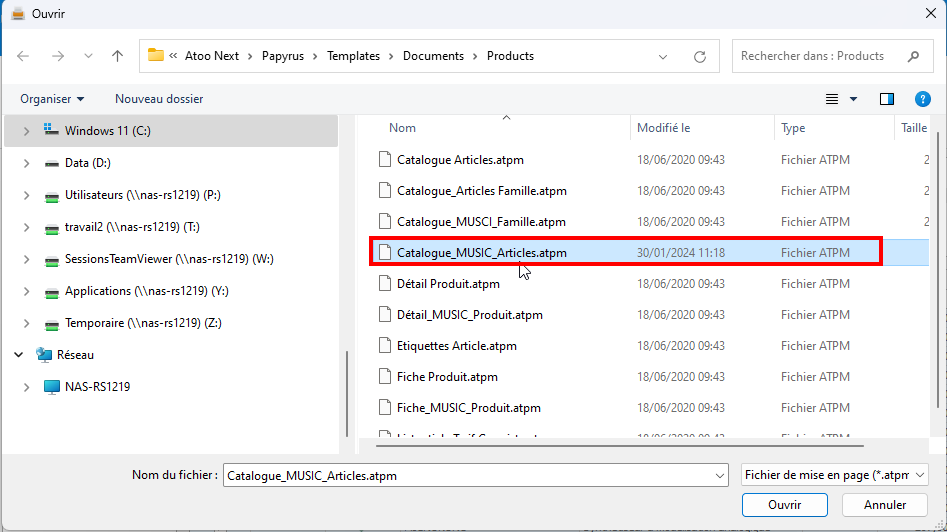 Ouvrir
« Atoo Next > Papyrus > Templates > Documents > Products
Rechercher dans : Products
Organiser
Nouveau dossier
?
Windows 11 (C:)
Data (D:)
Utilisateurs (\\nas-rs1219) (P:)
travail2 (\\nas-rs1219) (T:)
SessionsTeamViewer (\\nas-rs1219) (W:)
Applications (\\nas-rs1219) (Y:)
Temporaire (\\nas-rs1219) (Z:)
Réseau
NAS-RS1219
Nom Modifié le Type Taille
Catalogue Articles.atpm 18/06/2020 09:43 Fichier ATPM 2
Catalogue_Articles Famille.atpm 18/06/2020 09:43 Fichier ATPM
Catalogue_MUSCI_Famille.atpm 18/06/2020 09:43 Fichier ATPM 2
Catalogue_MUSIC_Articles.atpm 30/01/2024 11:18 Fichier ATPM
Détail Produit.atpm 18/06/2020 09:43 Fichier ATPM
Détail_MUSIC_Produit.atpm 18/06/2020 09:43 Fichier ATPM
Etiquettes Article.atpm 18/06/2020 09:43 Fichier ATPM
Fiche Produit.atpm 18/06/2020 09:43 Fichier ATPM
Fiche_MUSIC_Produit.atpm 18/06/2020 09:43 Fichier ATPM
18/06/2020 09:43 Fichier ATPM
Nom du fichier : Catalogue_MUSIC_Articles.atpm
Fichier de mise en page (*.atpm
Ouvrir
Annuler